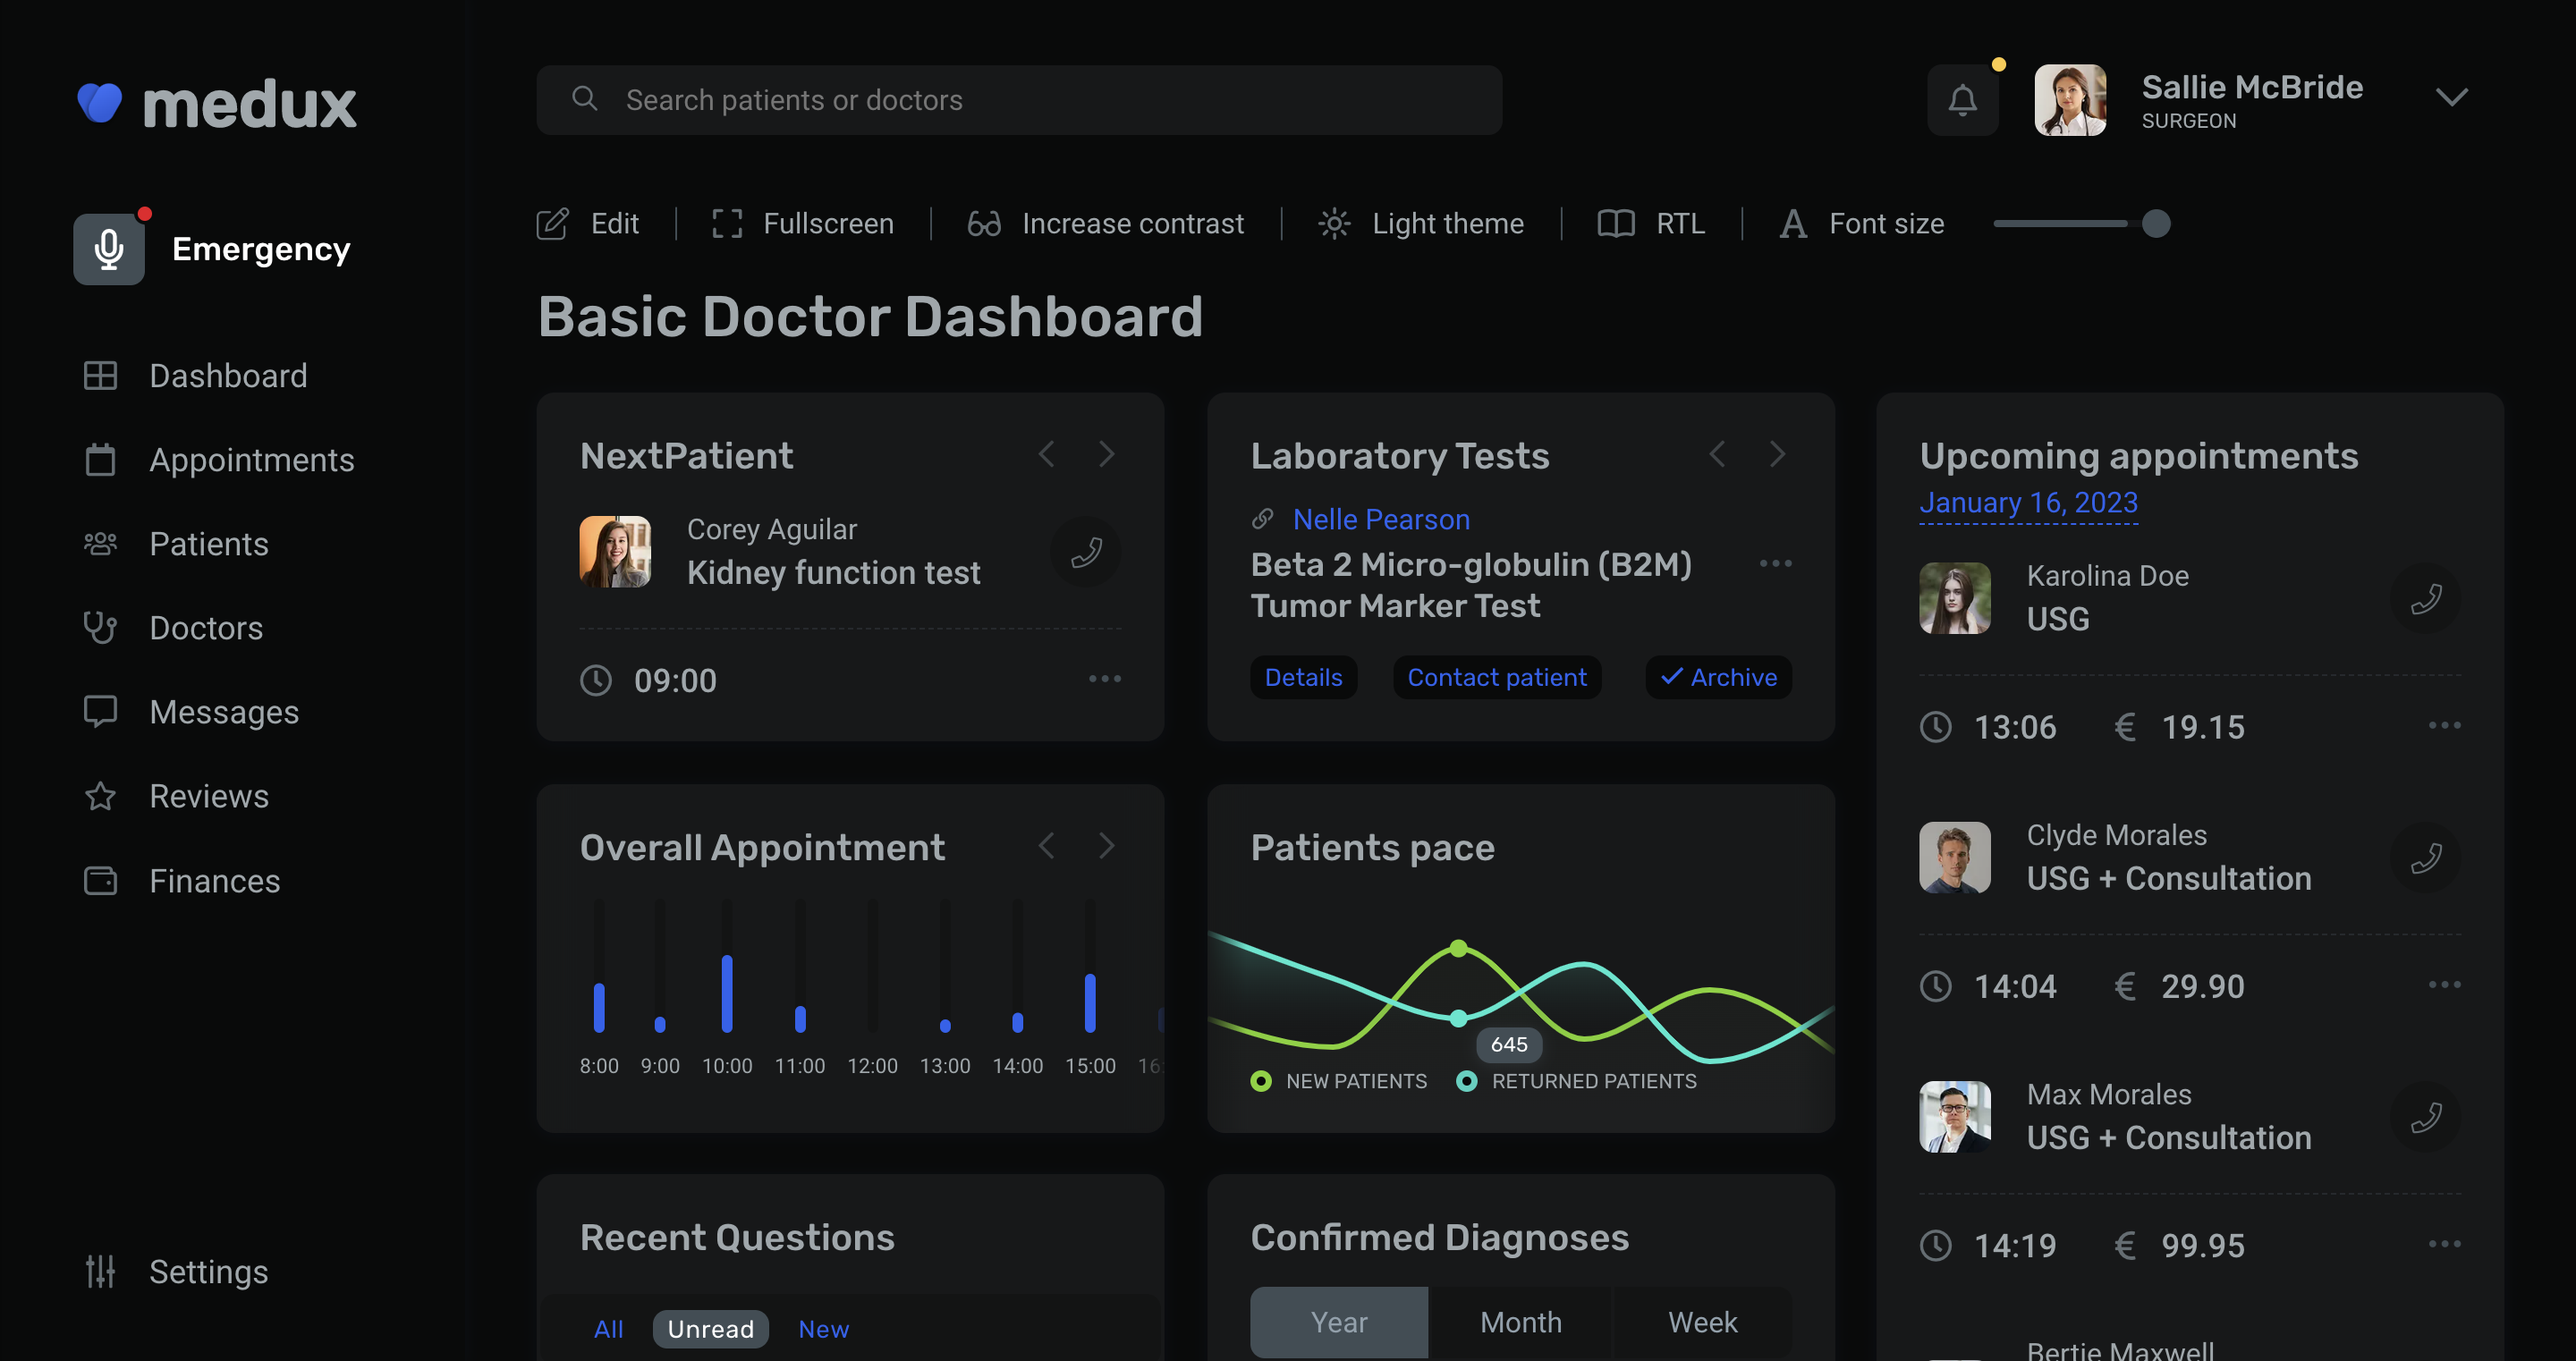 medux
Emergency
Dashboard
Appointments
Patients
Doctors
Messages
Reviews
Finances
Settings
Search patients or doctors
Sallie McBride
SURGEON
Edit
Fullscreen
Increase contrast
Light theme
RTL
Font size
Basic Doctor Dashboard
NextPatient
Corey Aguilar
Kidney function test
09:00
Laboratory Tests
Nelle Pearson
Beta 2 Micro-globulin (B2M)
Tumor Marker Test
Details
Contact patient
Archive
Overall Appointment
8:00 9:00 10:00 11:00 12:00 13:00 14:00 15:00 16:
Patients pace
645
NEW PATIENTS
RETURNED PATIENTS
Recent Questions
All
Unread
New
Confirmed Diagnoses
Year
Month
Week
Upcoming appointments
January 16, 2023
Karolina Doe
USG
13:06 € 19.15
Clyde Morales
USG + Consultation
14:04 € 29.90
Max Morales
USG + Consultation
14:19 € 99.95
Bertie Maxwell